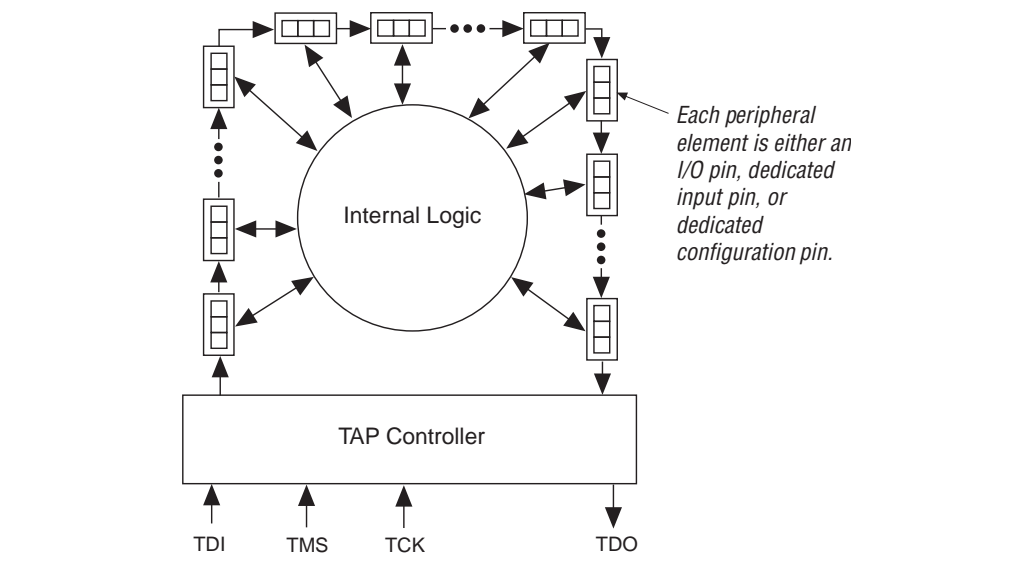 Each peripheral
element is either an
I/O pin, dedicated
input pin, or
dedicated
configuration pin.
Internal Logic
TAP Controller
TDI
TMS
TCK
TDO